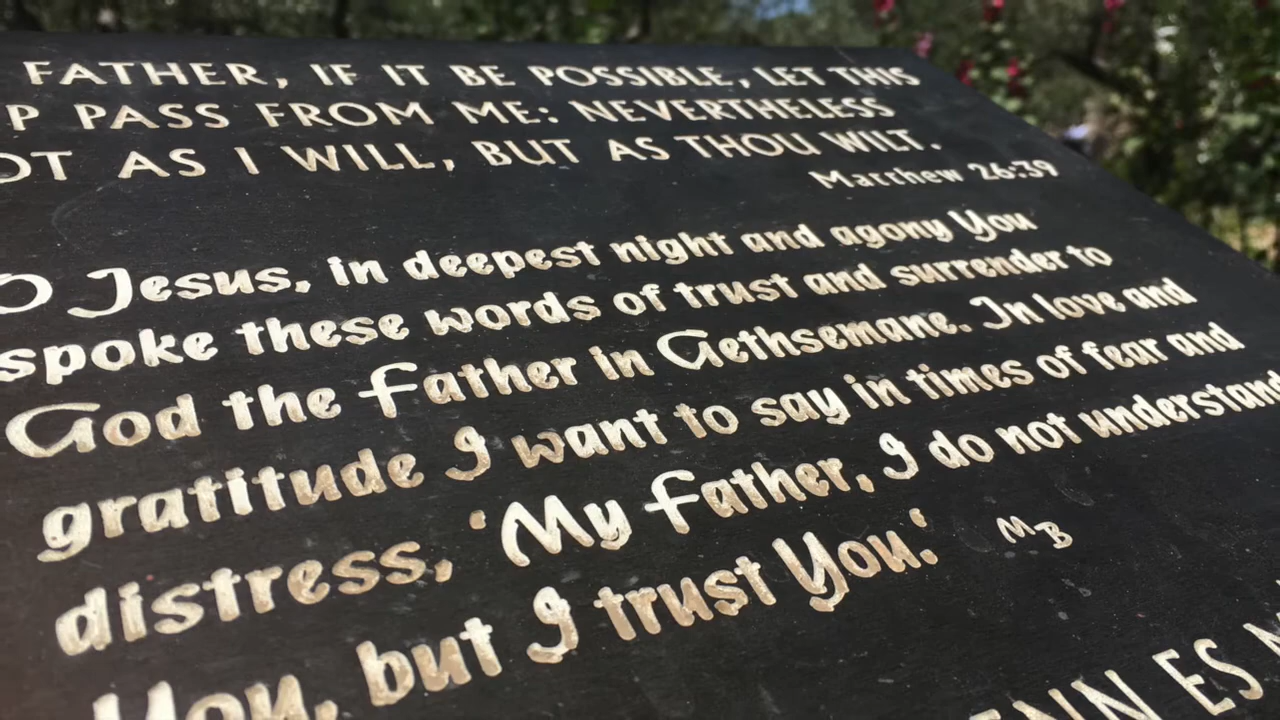 FATHER, IF IT BE POSSIBLE, LET THIS
P PASS FROM ME: NEVERTHELESS
OT AS I WILL, BUT AS THOU WILT.
Matthew 26:39
O Jesus, in deepest night and agony You
spoke these words of trust and surrender to
God the Father in Gethsemane. In love and
gratitude I want to say in times of fear and
distress, 'My Father, I do not understand
You, but I trust You.' MB
ENN ES